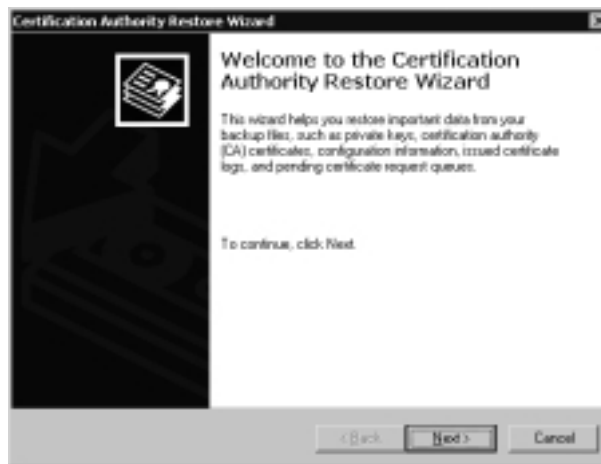 Certification Authority Restore Wizard
Welcome to the Certification
Authority Restore Wizard
This wizard helps you restore important data from your
backup files, such as private keys, certification authority
(CA) certificates, configuration information, issued certificate
logs, and pending certificate request queues.
To continue, click Next.
< Back
Next >
Cancel